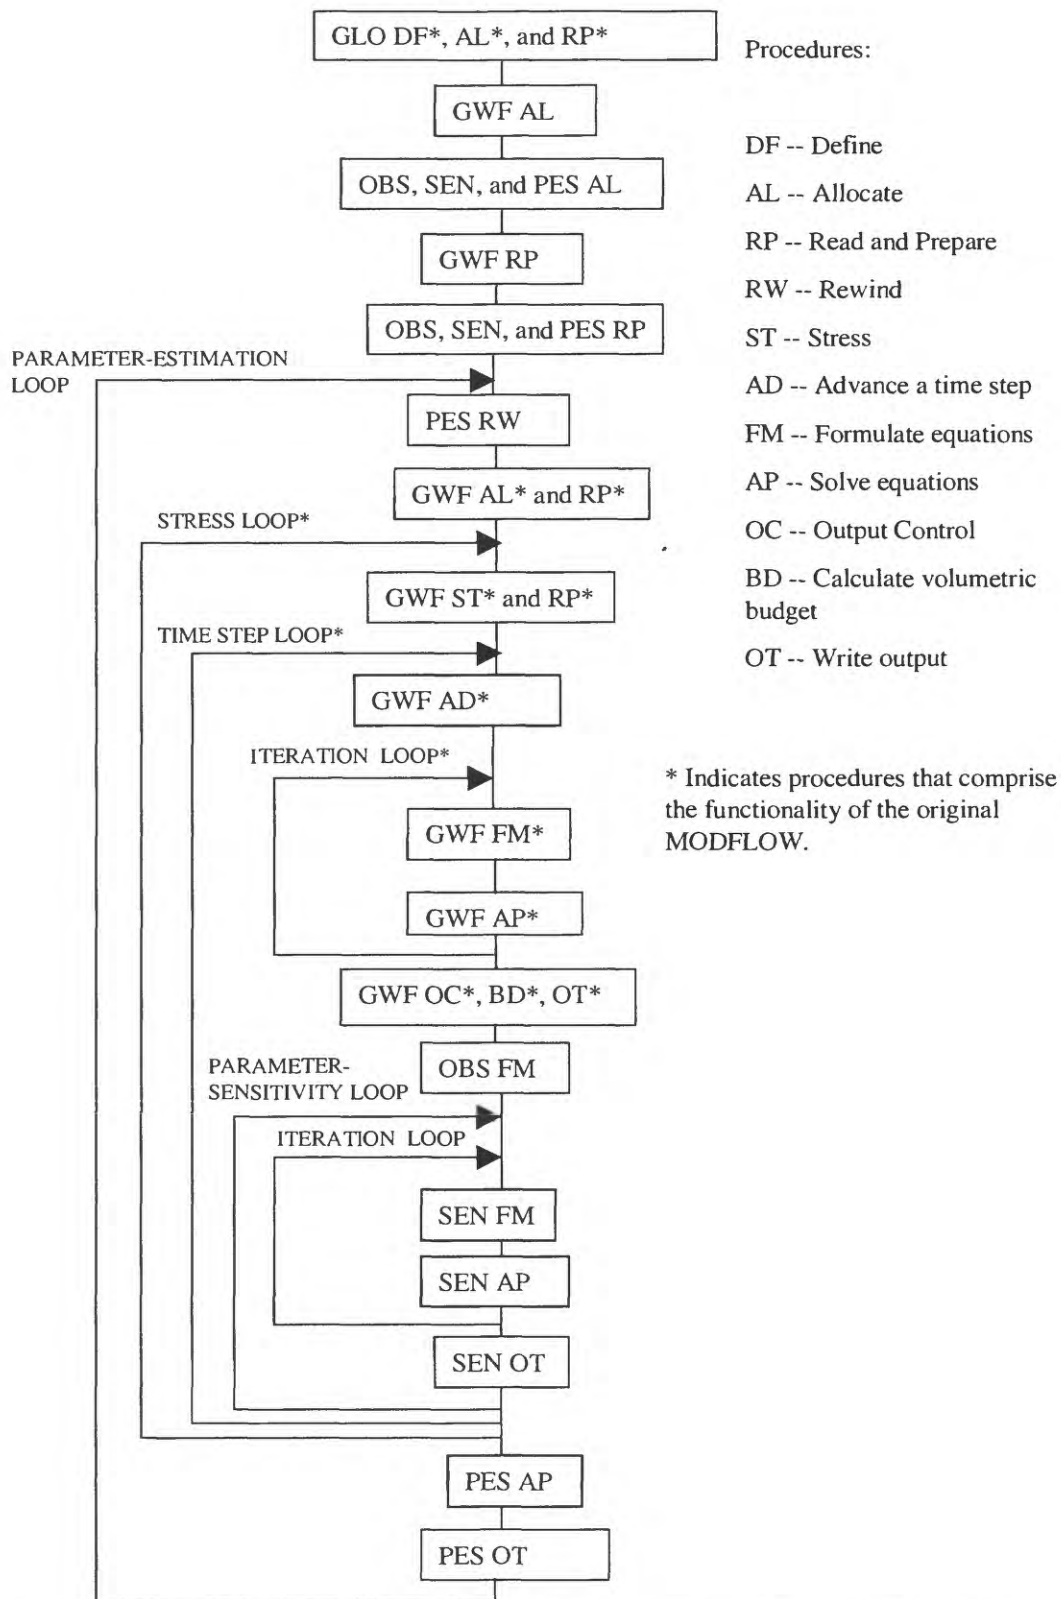 GLO DF*, AL*, and RP*
Procedures:
GWF AL
DF -- Define
OBS, SEN, and PES AL
AL -- Allocate
GWF RP
RP -- Read and Prepare
RW -- Rewind
OBS, SEN, and PES RP
ST -- Stress
PARAMETER-ESTIMATION
LOOP
AD -- Advance a time step
PES RW
FM -- Formulate equations
GWF AL* and RP*
AP -- Solve equations
STRESS LOOP*
OC -- Output Control
GWF ST* and RP*
BD -- Calculate volumetric
budget
TIME STEP LOOP*
OT -- Write output
GWF AD*
ITERATION LOOP*
* Indicates procedures that comprise
the functionality of the original
MODFLOW.
GWF FM*
GWF AP*
GWF OC*, BD*, OT*
OBS FM
PARAMETER-
SENSITIVITY LOOP
ITERATION LOOP
SEN FM
SEN AP
SEN OT
PES AP
PES OT